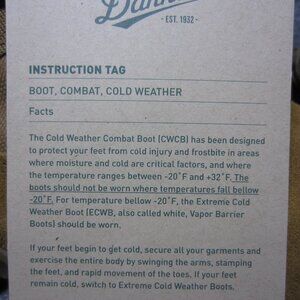 Danner
- EST. 1932 -
INSTRUCTION TAG
BOOT, COMBAT, COLD WEATHER
Facts
The Cold Weather Combat Boot (CWCB) has been designed
to protect your feet from cold injury and frostbite in areas
where moisture and cold are critical factors, and where
the temperature ranges between -20˚F and +32˚F. The
boots should not be worn where temperatures fall bellow
-20˚F. For temperature bellow -20˚F, the Extreme Cold
Weather Boot (ECWB, also called white, Vapor Barrier
Boots) should be worn.
If your feet begin to get cold, secure all your garments and
exercise the entire body by swinging the arms, stamping
the feet, and rapid movement of the toes. If your feet
remain cold, switch to Extreme Cold Weather Boots.